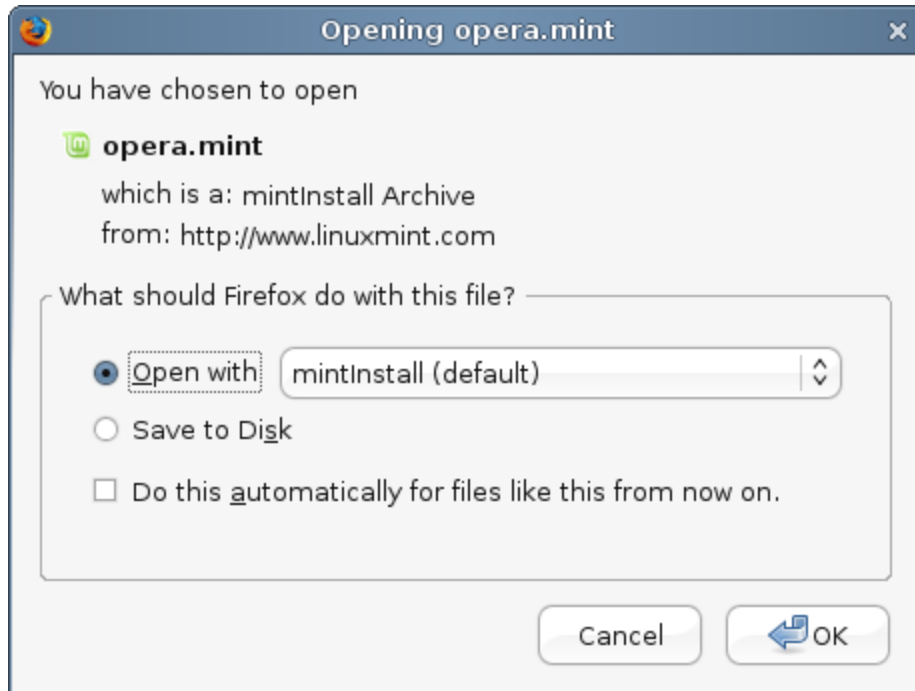 Opening opera.mint
You have chosen to open
opera.mint
which is a: mintInstall Archive
from: http://www.linuxmint.com
What should Firefox do with this file?
Open with mintInstall (default)
Save to Disk
Do this automatically for files like this from now on.
Cancel OK